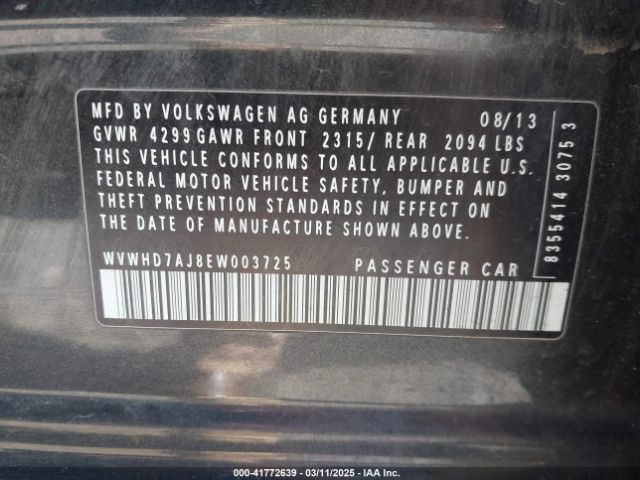 MFD BY VOLKSWAGEN AG GERMANY 08/13
GVWR 4299 GAWR FRONT 2315/ REAR 2094 LBS
THIS VEHICLE CONFORMS TO ALL APPLICABLE U.S.
FEDERAL MOTOR VEHICLE SAFETY, BUMPER AND
THEFT PREVENTION STANDARDS IN EFFECT ON
THE DATE OF MANUFACTURE SHOWN ABOVE.
WVWHD7AJ8EW003725 PASSENGER CAR
8355414 3075 3
000-41772639 - 03/11/2025 - IAA Inc.